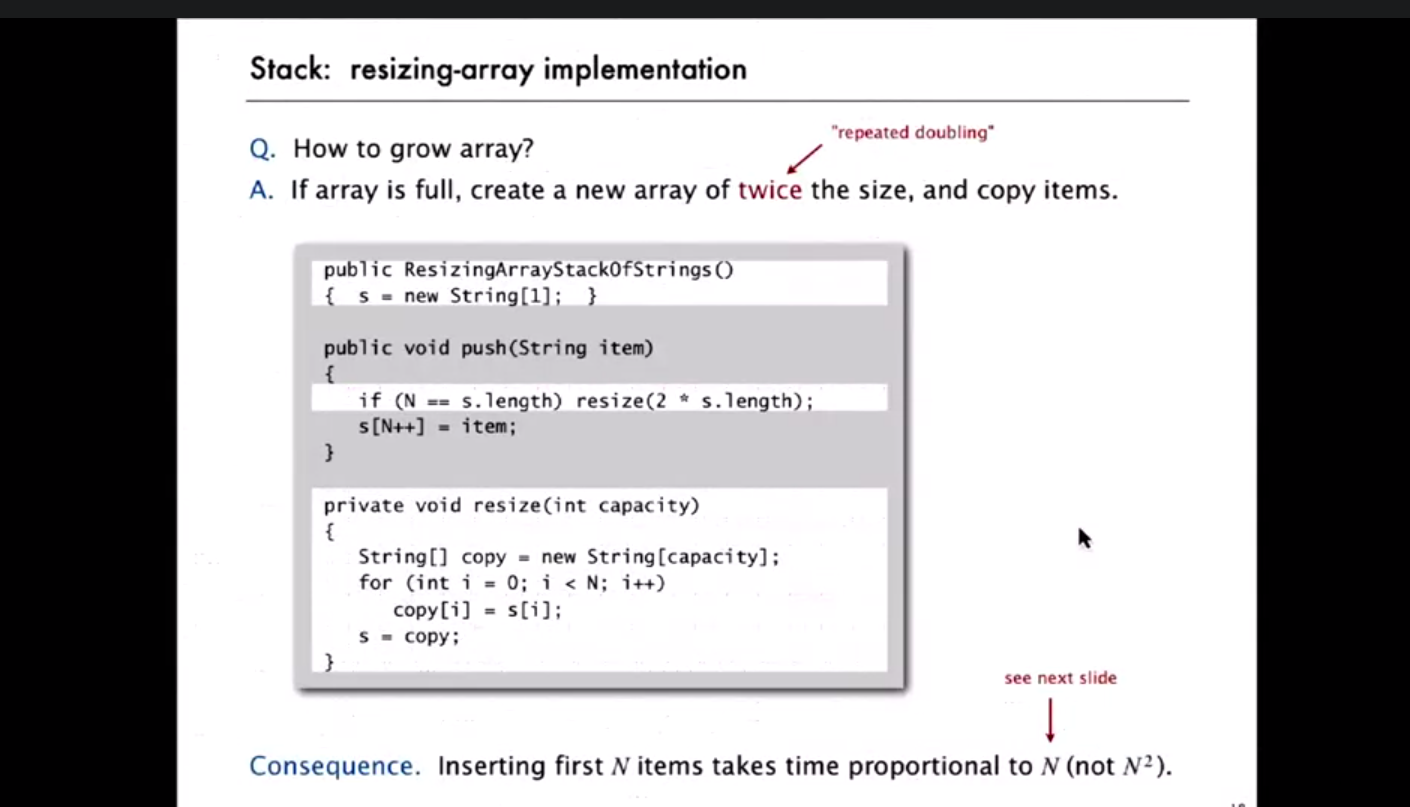 Stack: resizing-array implementation
"repeated doubling"
Q. How to grow array?
A. If array is full, create a new array of twice the size, and copy items.
public ResizingArrayStackOfStrings()
{ s = new String[1]; }
public void push(String item)
{
if (N == s.length) resize(2 * s.length);
s[N++] = item;
}
private void resize(int capacity)
{
String[] copy = new String[capacity];
for (int i = 0; i < N; i++)
copy[i] = s[i];
s = copy;
}
see next slide
Consequence. Inserting first N items takes time proportional to N (not N²).